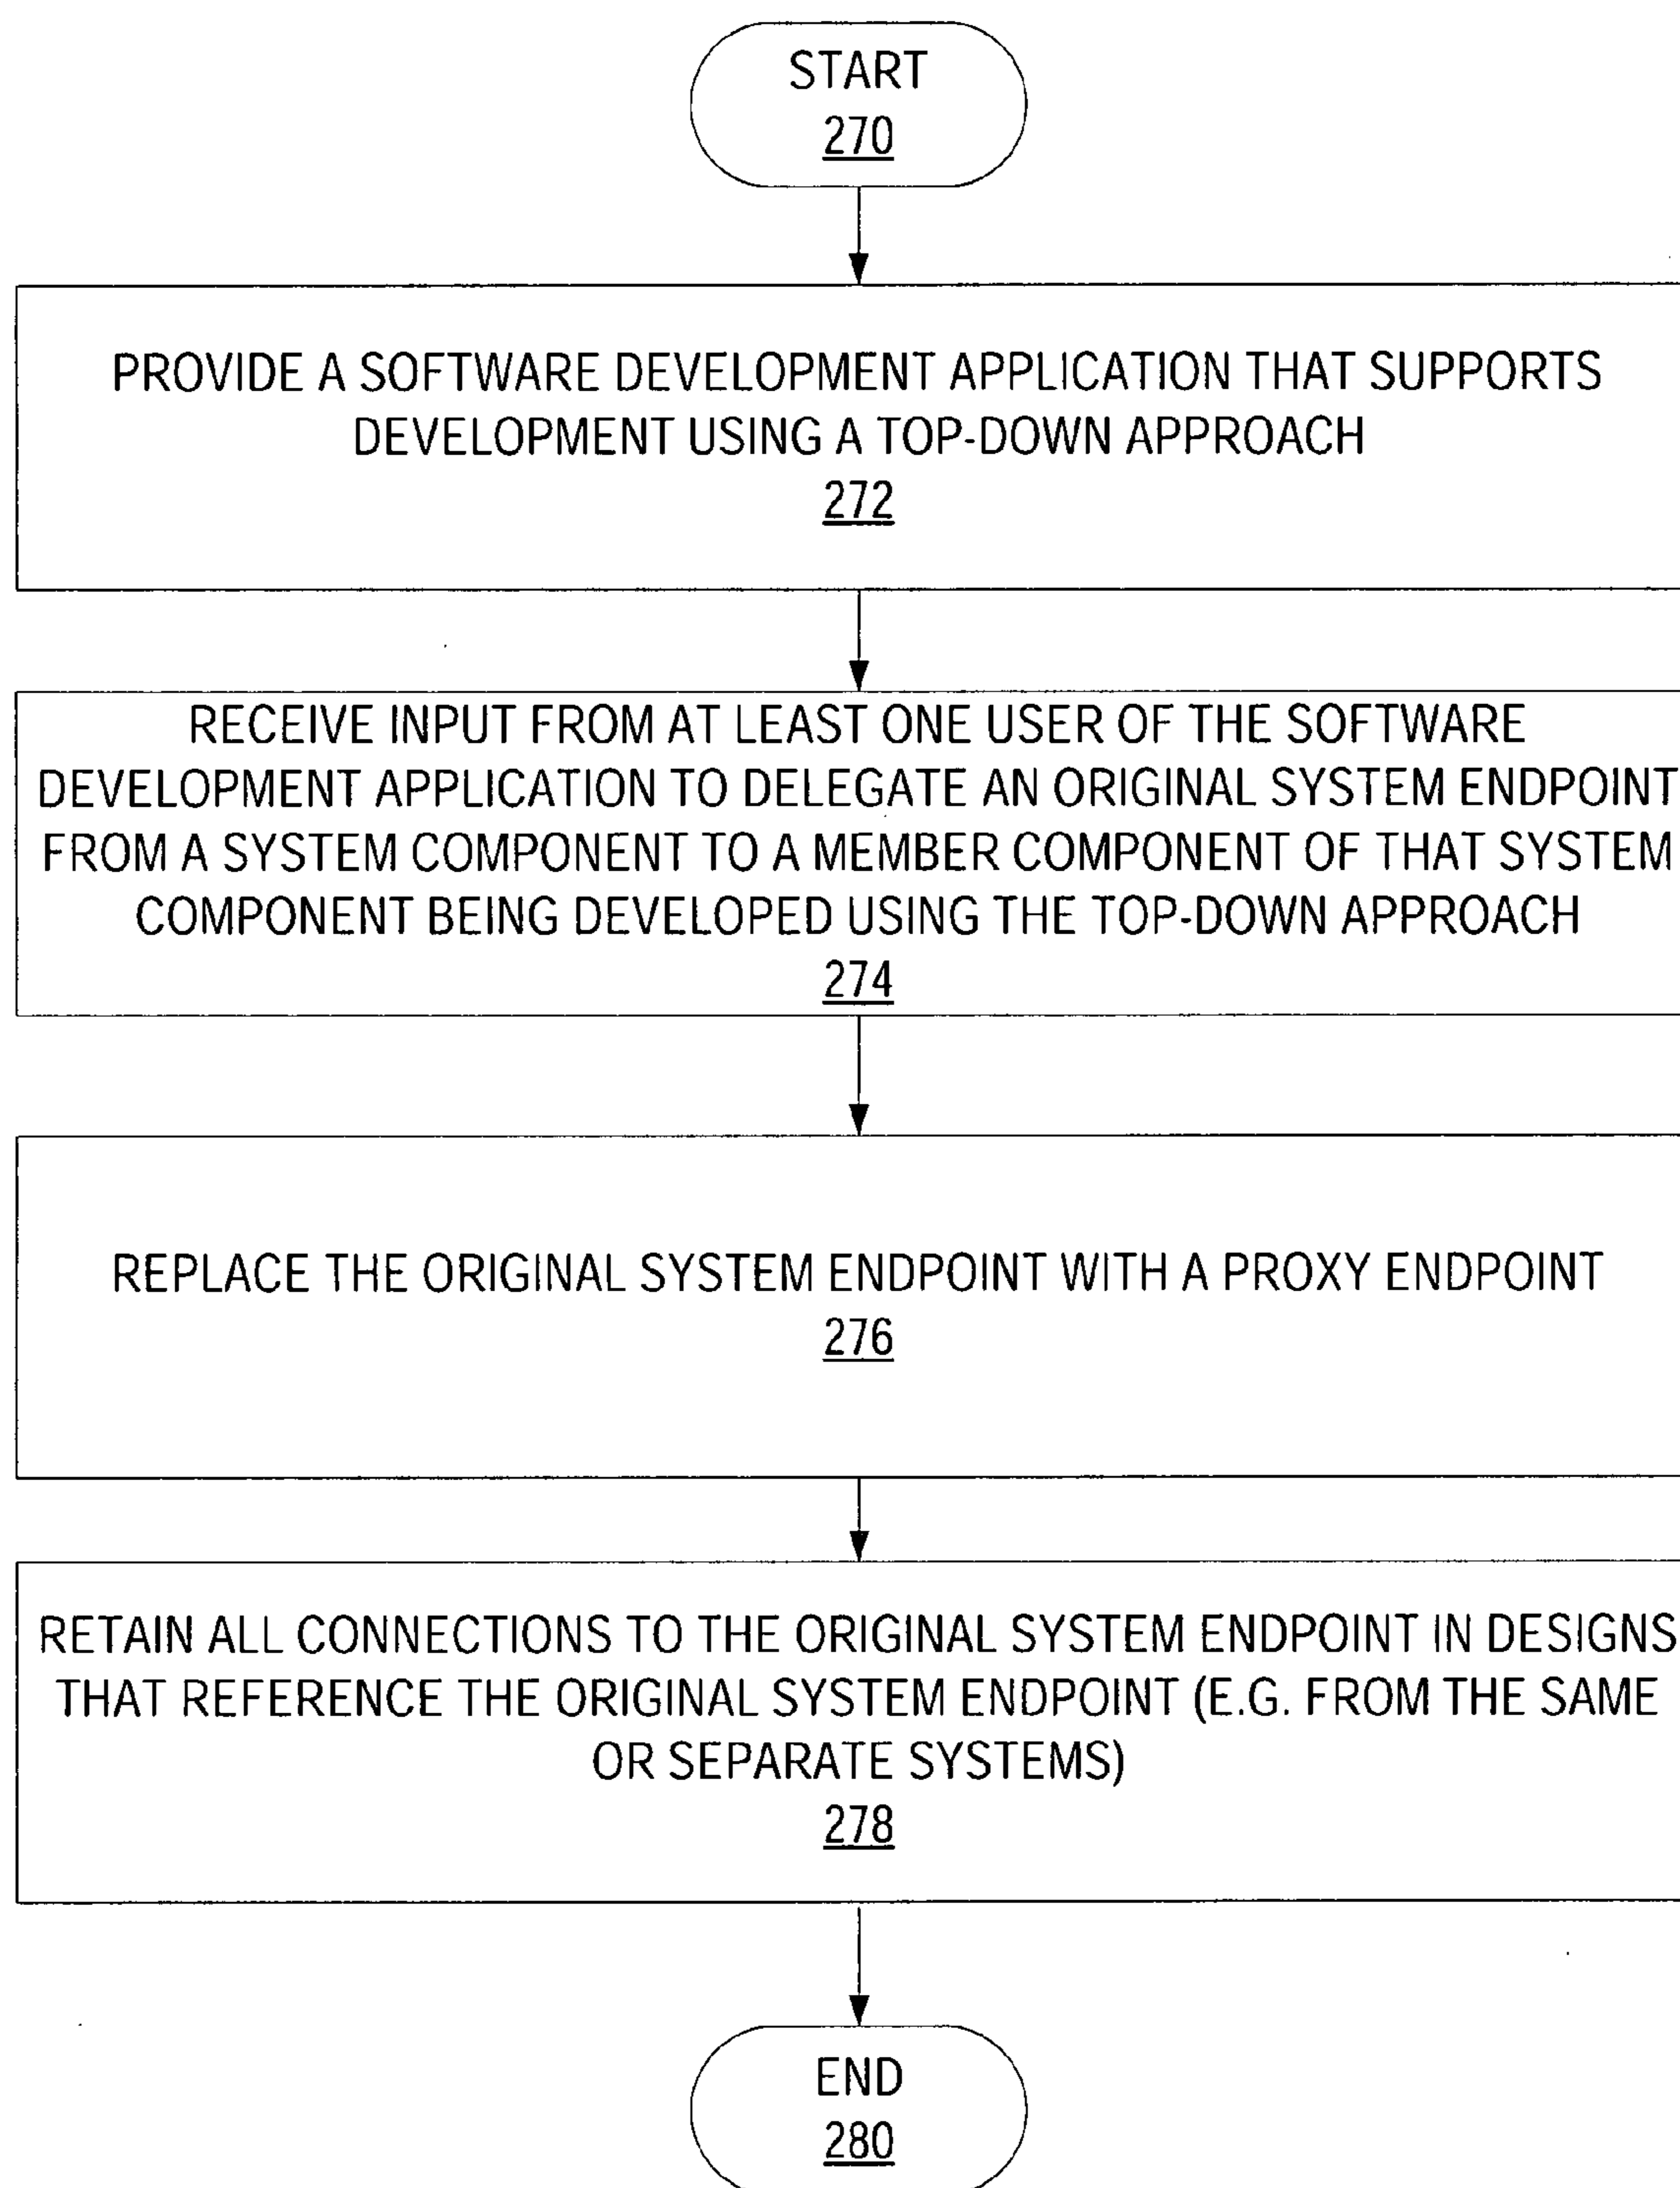 START
270
PROVIDE A SOFTWARE DEVELOPMENT APPLICATION THAT SUPPORTS
DEVELOPMENT USING A TOP-DOWN APPROACH
272
RECEIVE INPUT FROM AT LEAST ONE USER OF THE SOFTWARE
DEVELOPMENT APPLICATION TO DELEGATE AN ORIGINAL SYSTEM ENDPOINT
FROM A SYSTEM COMPONENT TO A MEMBER COMPONENT OF THAT SYSTEM
COMPONENT BEING DEVELOPED USING THE TOP-DOWN APPROACH
274
REPLACE THE ORIGINAL SYSTEM ENDPOINT WITH A PROXY ENDPOINT
276
RETAIN ALL CONNECTIONS TO THE ORIGINAL SYSTEM ENDPOINT IN DESIGNS
THAT REFERENCE THE ORIGINAL SYSTEM ENDPOINT (E.G. FROM THE SAME
OR SEPARATE SYSTEMS)
278
END
280